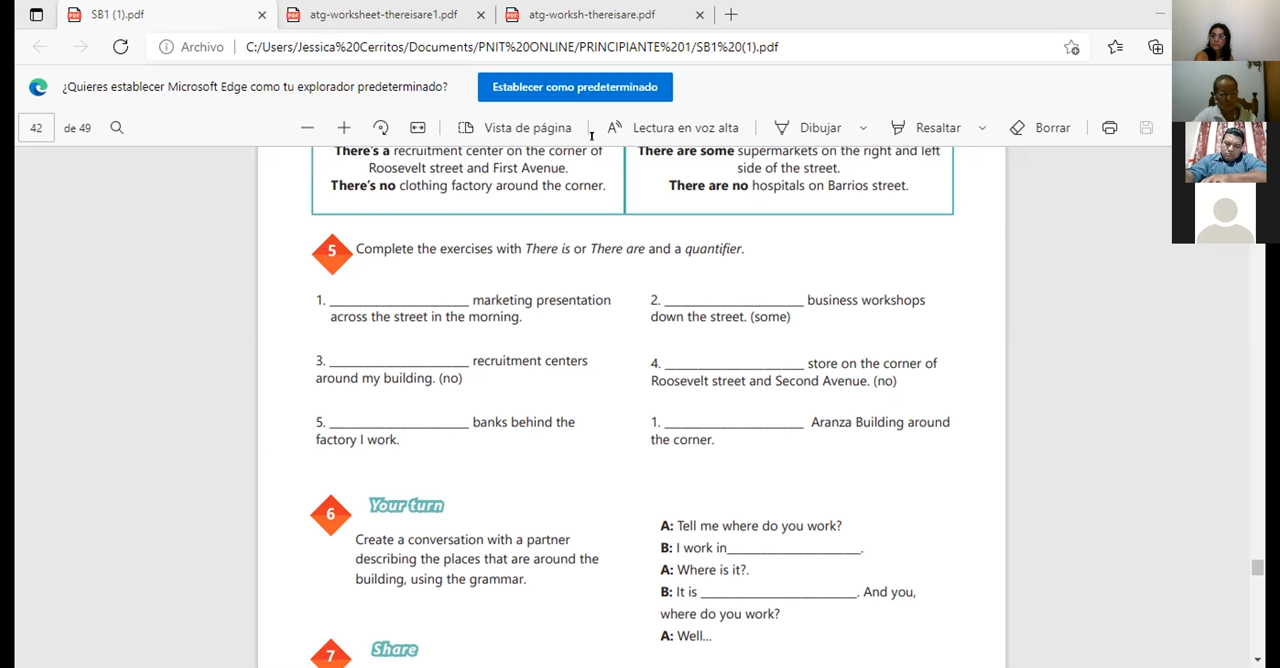 SB1 (1).pdf
atg-worksheet-thereisare1.pdf
atg-worksh-thereisare.pdf
Archivo
C:/Users/Jessica%20Cerritos/Documents/PNIT%20ONLINE/PRINCIPIANTE%201/SB1%20(1).pdf
¿Quieres establecer Microsoft Edge como tu explorador predeterminado?
Establecer como predeterminado
42 de 49
Vista de página
Lectura en voz alta
Dibujar
Resaltar
Borrar
There's a recruitment center on the corner of
Roosevelt street and First Avenue.
There's no clothing factory around the corner.
There are some supermarkets on the right and left
side of the street.
There are no hospitals on Barrios street.
5 Complete the exercises with There is or There are and a quantifier.
1. ____________________ marketing presentation
across the street in the morning.
2. ____________________ business workshops
down the street. (some)
3. ____________________ recruitment centers
around my building. (no)
4. ____________________ store on the corner of
Roosevelt street and Second Avenue. (no)
5. ____________________ banks behind the
factory I work.
1. ____________________ Aranza Building around
the corner.
6 Your turn
Create a conversation with a partner
describing the places that are around the
building, using the grammar.
A: Tell me where do you work?
B: I work in___________________.
A: Where is it?.
B: It is ______________________. And you,
where do you work?
A: Well...
7 Share